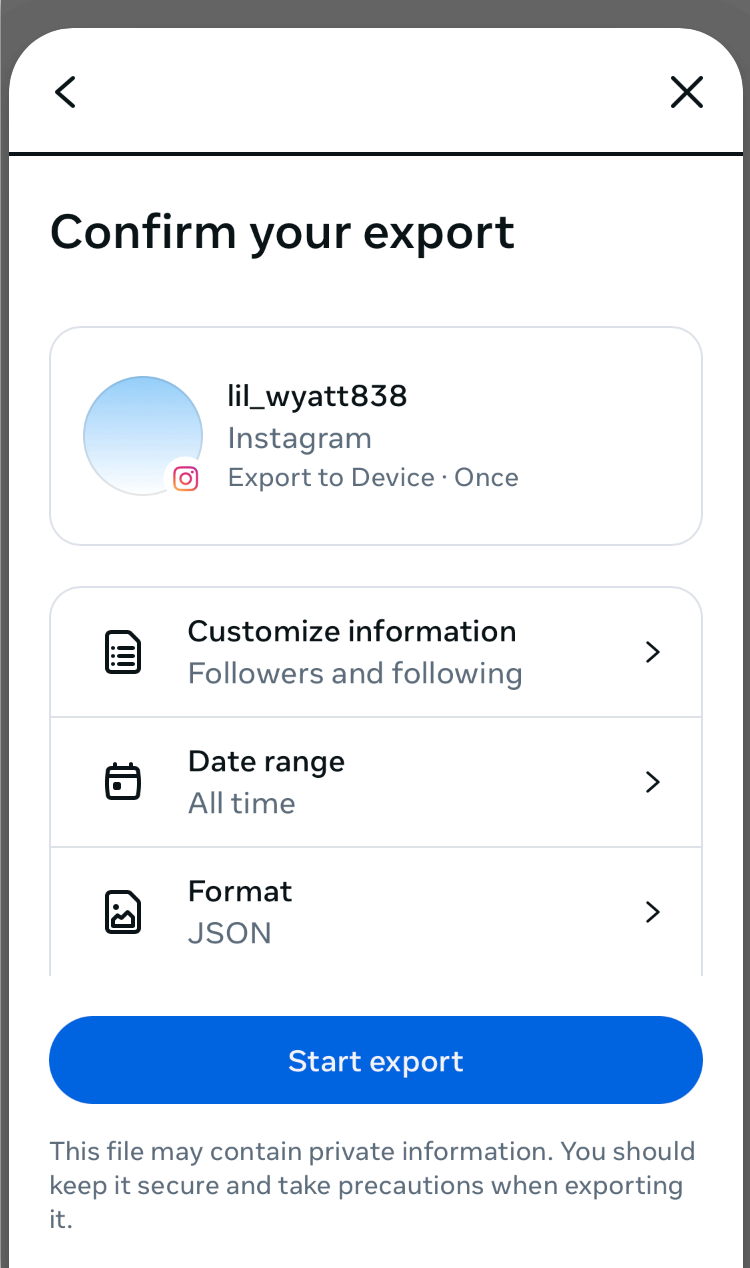 Confirm your export
lil_wyatt838
Instagram
Export to Device · Once
Customize information
Followers and following
Date range
All time
Format
JSON
Start export
This file may contain private information. You should
keep it secure and take precautions when exporting
it.